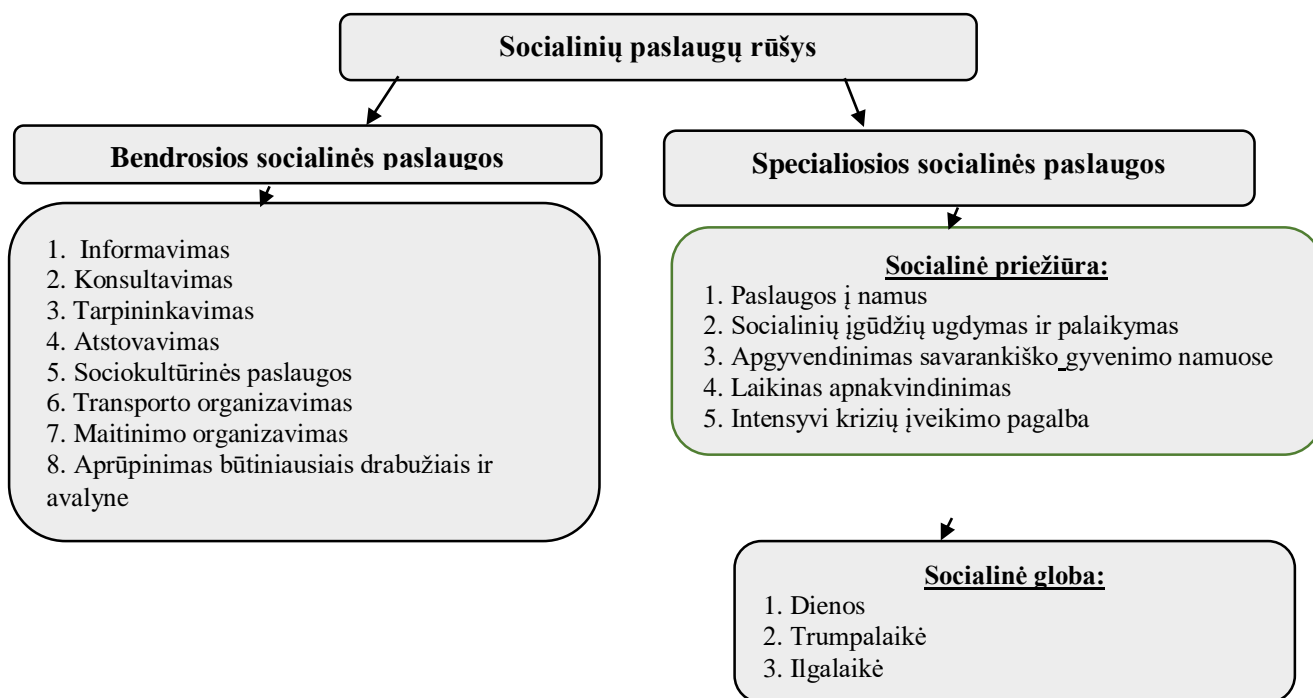 Socialinių paslaugų rūšys
Bendrosios socialinės paslaugos
1. Informavimas
2. Konsultavimas
3. Tarpininkavimas
4. Atstovavimas
5. Sociokultūrinės paslaugos
6. Transporto organizavimas
7. Maitinimo organizavimas
8. Aprūpinimas būtiniausiais drabužiais ir
avalyne
Specialiosios socialinės paslaugos
Socialinė priežiūra:
1. Paslaugos į namus
2. Socialinių įgūdžių ugdymas ir palaikymas
3. Apgyvendinimas savarankiško gyvenimo namuose
4. Laikinas apnakvindinimas
5. Intensyvi krizių įveikimo pagalba
Socialinė globa:
1. Dienos
2. Trumpalaikė
3. Ilgalaikė